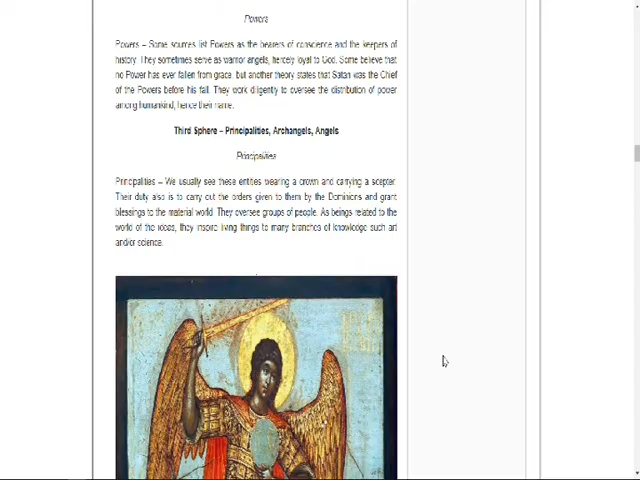 Powers
Powers – Some sources list Powers as the bearers of conscience and the keepers of
history. They sometimes serve as warrior angels, fiercely loyal to God. Some believe that
no Power has ever fallen from grace, but another theory states that Satan was the Chief
of the Powers before his fall. They work diligently to oversee the distribution of power
among humankind, hence their name.
Third Sphere – Principalities, Archangels, Angels
Principalities
Principalities – We usually see these entities wearing a crown and carrying a scepter.
Their duty also is to carry out the orders given to them by the Dominions and grant
blessings to the material world. They oversee groups of people. As beings related to the
world of the ideas, they inspire living things to many branches of knowledge such art
and/or science.